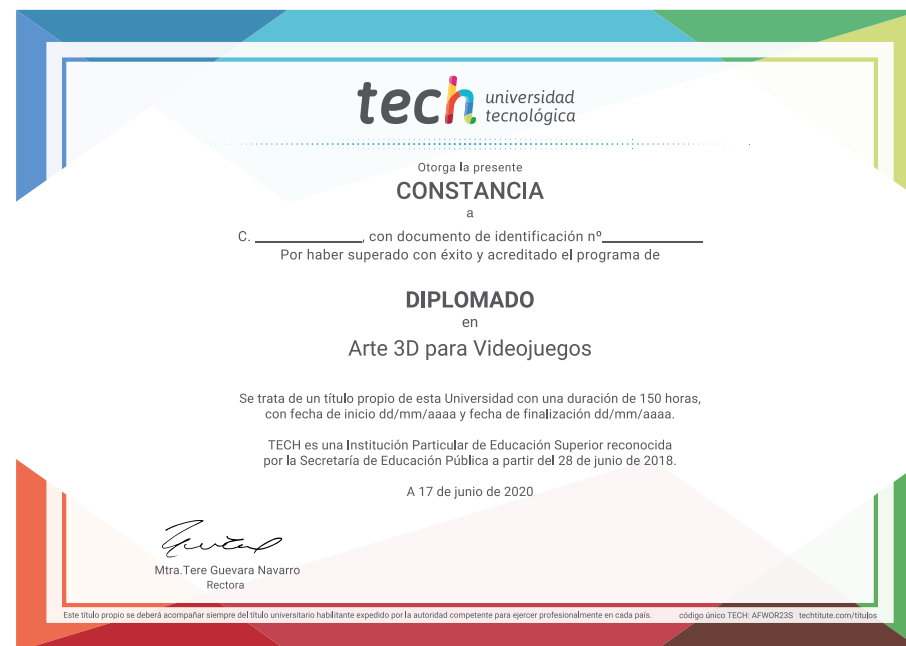 tech universidad
tecnológica
Otorga la presente
CONSTANCIA
a
C. ____________, con documento de identificación nº____________
Por haber superado con éxito y acreditado el programa de
DIPLOMADO
en
Arte 3D para Videojuegos
Se trata de un título propio de esta Universidad con una duración de 150 horas,
con fecha de inicio dd/mm/aaaa y fecha de finalización dd/mm/aaaa.
TECH es una Institución Particular de Educación Superior reconocida
por la Secretaría de Educación Pública a partir del 28 de junio de 2018.
A 17 de junio de 2020
Mtra.Tere Guevara Navarro
Rectora
Este título propio se deberá acompañar siempre del título universitario habilitante expedido por la autoridad competente para ejercer profesionalmente en cada país. código único TECH: AFWOR23S techtitute.com/títulos